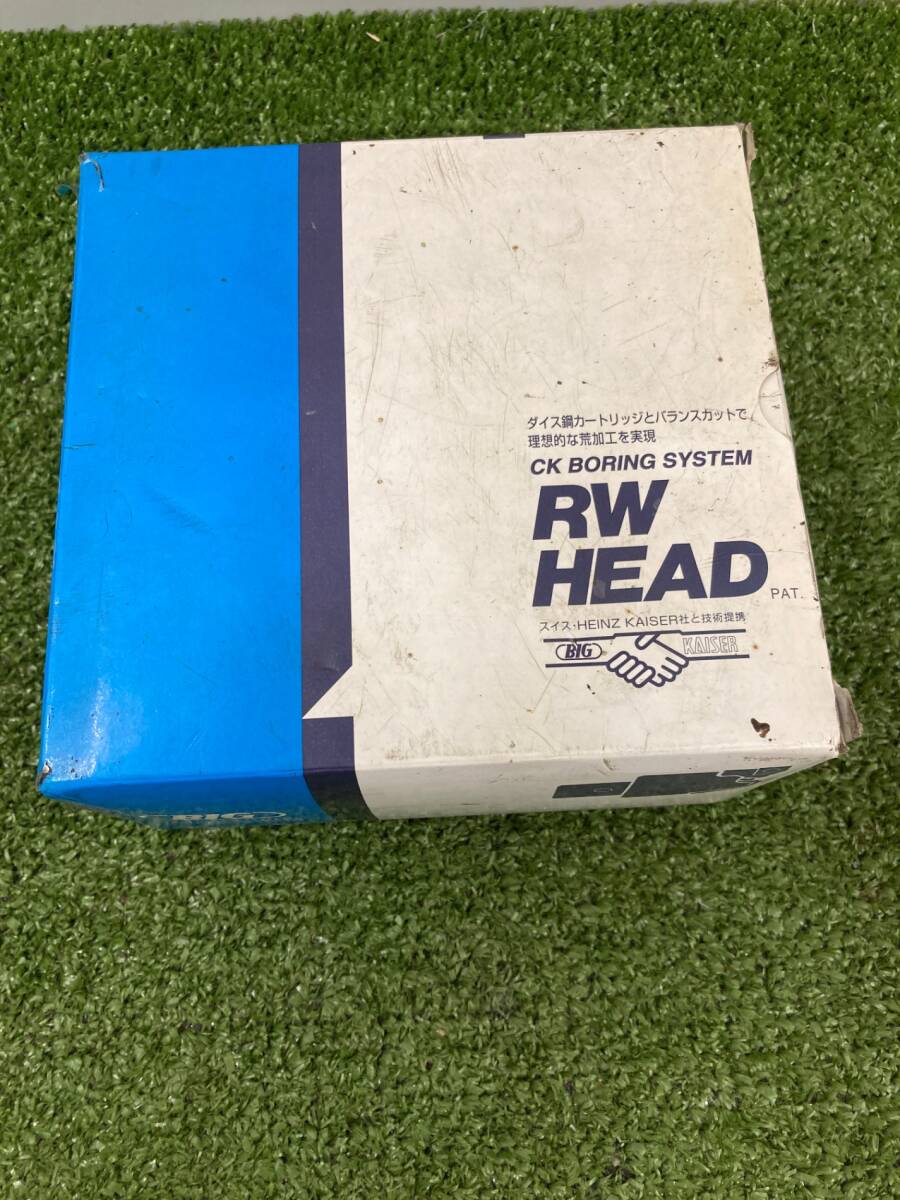 ダイス鋼カートリッジとバランスカットで
理想的な荒加工を実現
CK BORING SYSTEM
RW
HEAD
PAT.
スイス・HEINZ KAISER社と技術提携
BIG
KAISER
BIG